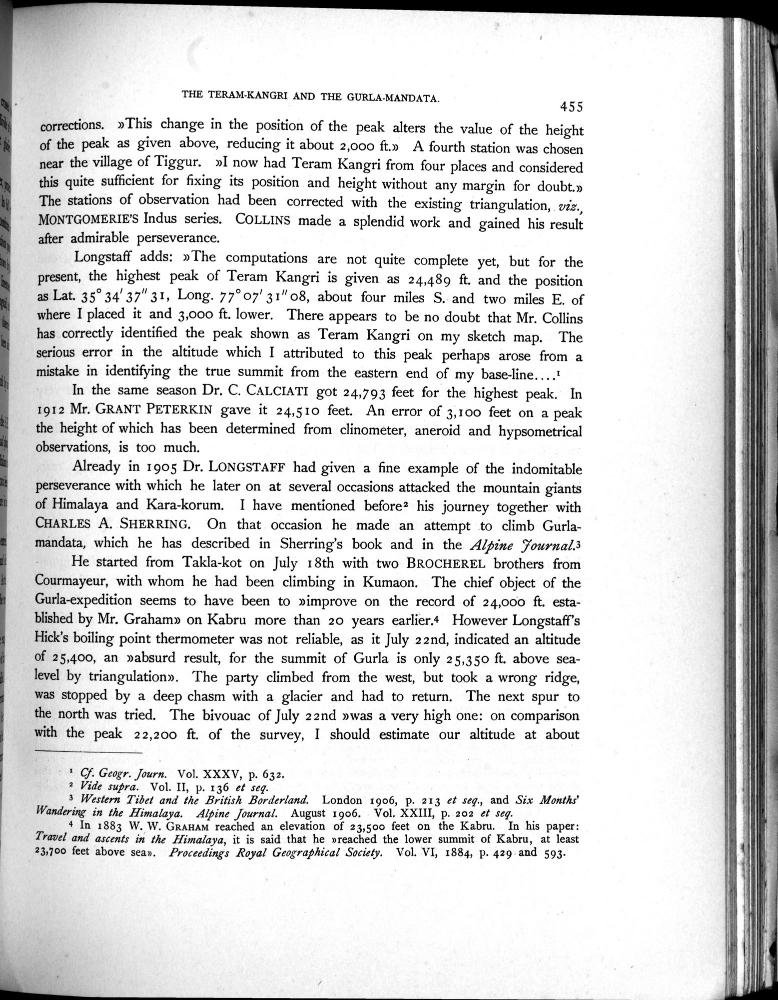 THE TERAM-KANGRI AND THE GURLA-MANDATA.
455
corrections. »This change in the position of the peak alters the value of the height
of the peak as given above, reducing it about 2,000 ft.» A fourth station was chosen
near the village of Tiggur. »I now had Teram Kangri from four places and considered
this quite sufficient for fixing its position and height without any margin for doubt.»
The stations of observation had been corrected with the existing triangulation, viz.,
MONTGOMERIE'S Indus series. COLLINS made a splendid work and gained his result
after admirable perseverance.
Longstaff adds: »The computations are not quite complete yet, but for the
present, the highest peak of Teram Kangri is given as 24,489 ft. and the position
as Lat. 35° 34′ 37″ 31, Long. 77° 07′ 31″ 08, about four miles S. and two miles E. of
where I placed it and 3,000 ft. lower. There appears to be no doubt that Mr. Collins
has correctly identified the peak shown as Teram Kangri on my sketch map. The
serious error in the altitude which I attributed to this peak perhaps arose from a
mistake in identifying the true summit from the eastern end of my base-line....¹
In the same season Dr. C. CALCIATI got 24,793 feet for the highest peak. In
1912 Mr. GRANT PETERKIN gave it 24,510 feet. An error of 3,100 feet on a peak
the height of which has been determined from clinometer, aneroid and hypsometrical
observations, is too much.
Already in 1905 Dr. LONGSTAFF had given a fine example of the indomitable
perseverance with which he later on at several occasions attacked the mountain giants
of Himalaya and Kara-korum. I have mentioned before² his journey together with
CHARLES A. SHERRING. On that occasion he made an attempt to climb Gurla-
mandata, which he has described in Sherring's book and in the Alpine Journal.³
He started from Takla-kot on July 18th with two BROCHEREL brothers from
Courmayeur, with whom he had been climbing in Kumaon. The chief object of the
Gurla-expedition seems to have been to »improve on the record of 24,000 ft. esta-
blished by Mr. Graham» on Kabru more than 20 years earlier.⁴ However Longstaff's
Hick's boiling point thermometer was not reliable, as it July 22nd, indicated an altitude
of 25,400, an »absurd result, for the summit of Gurla is only 25,350 ft. above sea-
level by triangulation». The party climbed from the west, but took a wrong ridge,
was stopped by a deep chasm with a glacier and had to return. The next spur to
the north was tried. The bivouac of July 22nd »was a very high one: on comparison
with the peak 22,200 ft. of the survey, I should estimate our altitude at about
¹ Cf. Geogr. Journ. Vol. XXXV, p. 632.
² Vide supra. Vol. II, p. 136 et seq.
³ Western Tibet and the British Borderland. London 1906, p. 213 et seq., and Six Months'
Wandering in the Himalaya. Alpine Journal. August 1906. Vol. XXIII, p. 202 et seq.
⁴ In 1883 W. W. GRAHAM reached an elevation of 23,500 feet on the Kabru. In his paper:
Travel and ascents in the Himalaya, it is said that he »reached the lower summit of Kabru, at least
23,700 feet above sea». Proceedings Royal Geographical Society. Vol. VI, 1884, p. 429 and 593.